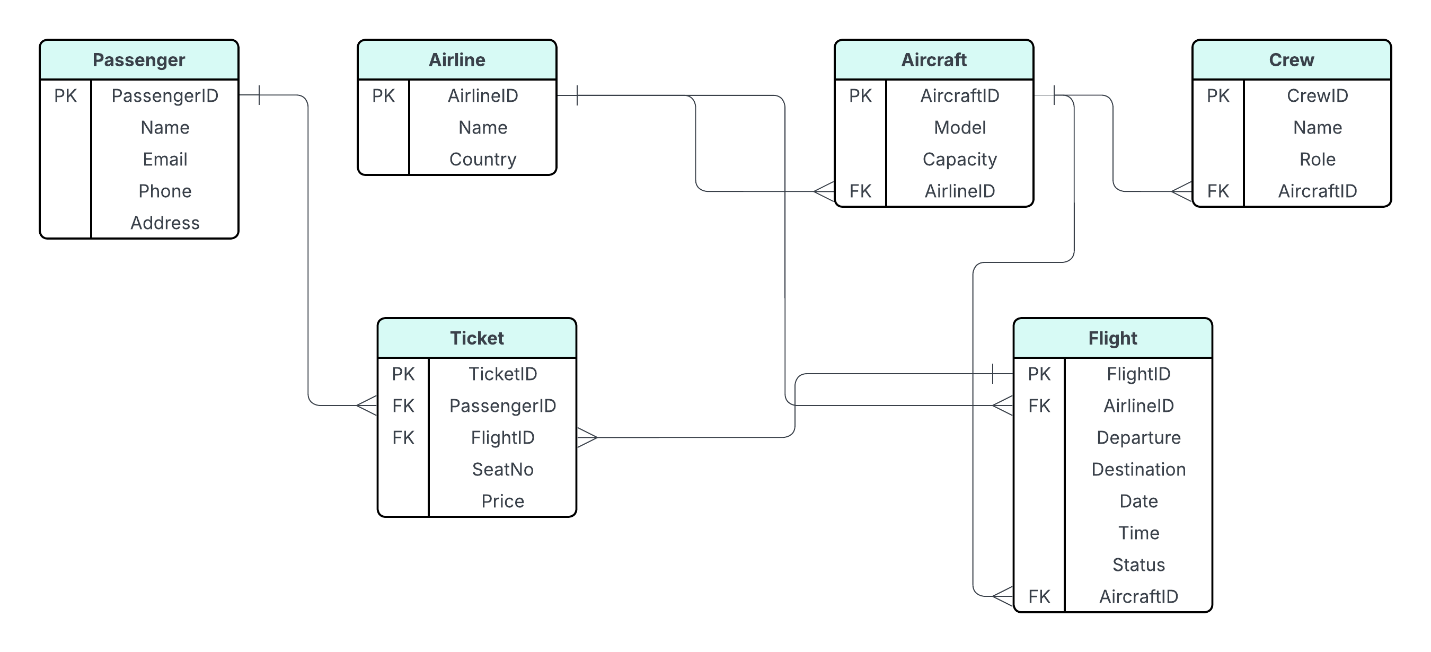 Passenger
PK PassengerID
Name
Email
Phone
Address
Airline
PK AirlineID
Name
Country
Aircraft
PK AircraftID
Model
Capacity
FK AirlineID
Crew
PK CrewID
Name
Role
FK AircraftID
Ticket
PK TicketID
FK PassengerID
FK FlightID
SeatNo
Price
Flight
PK FlightID
FK AirlineID
Departure
Destination
Date
Time
Status
FK AircraftID